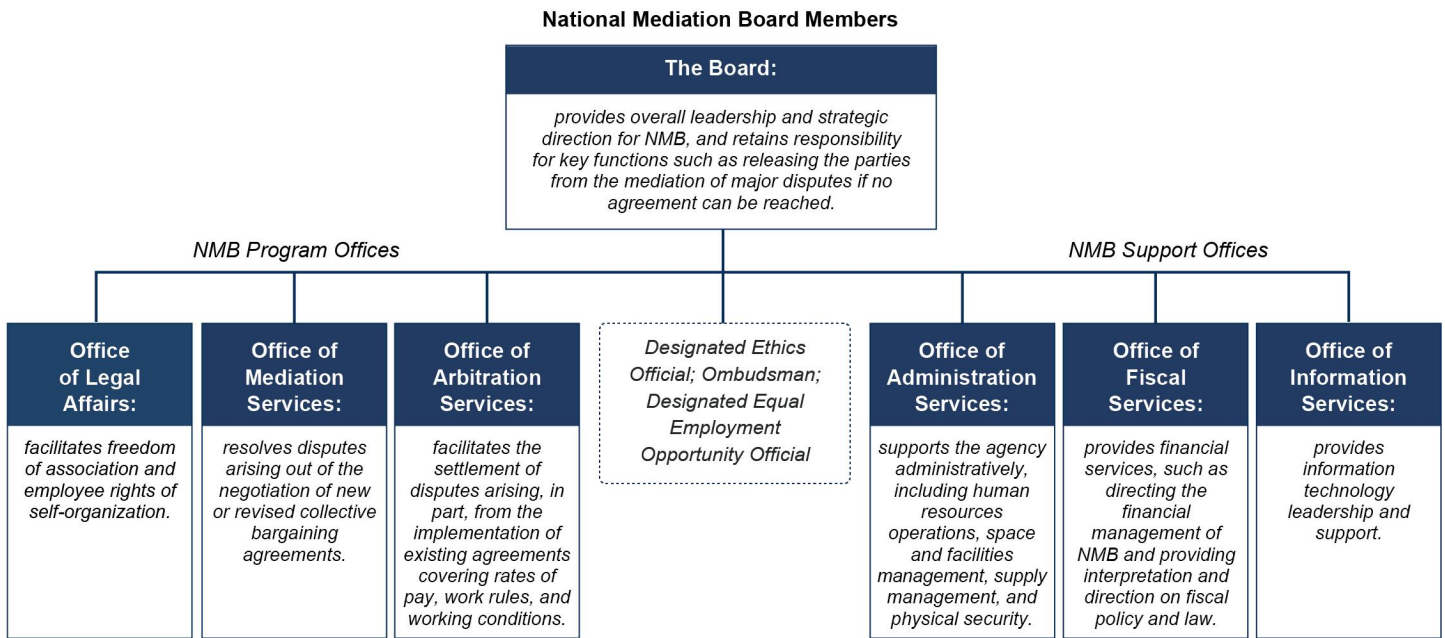 National Mediation Board Members
The Board:
provides overall leadership and strategic
direction for NMB, and retains responsibility
for key functions such as releasing the parties
from the mediation of major disputes if no
agreement can be reached.
NMB Program Offices
NMB Support Offices
Office
of Legal
Affairs:
facilitates freedom
of association and
employee rights of
self-organization.
Office of
Mediation
Services:
resolves disputes
arising out of the
negotiation of new
or revised collective
bargaining
agreements.
Office of
Arbitration
Services:
facilitates the
settlement of
disputes arising, in
part, from the
implementation of
existing agreements
covering rates of
pay, work rules, and
working conditions.
Designated Ethics
Official; Ombudsman;
Designated Equal
Employment
Opportunity Official
Office of
Administration
Services:
supports the agency
administratively,
including human
resources
operations, space
and facilities
management, supply
management, and
physical security.
Office of
Fiscal
Services:
provides financial
services, such as
directing the
financial
management of
NMB and providing
interpretation and
direction on fiscal
policy and law.
Office of
Information
Services:
provides
information
technology
leadership and
support.